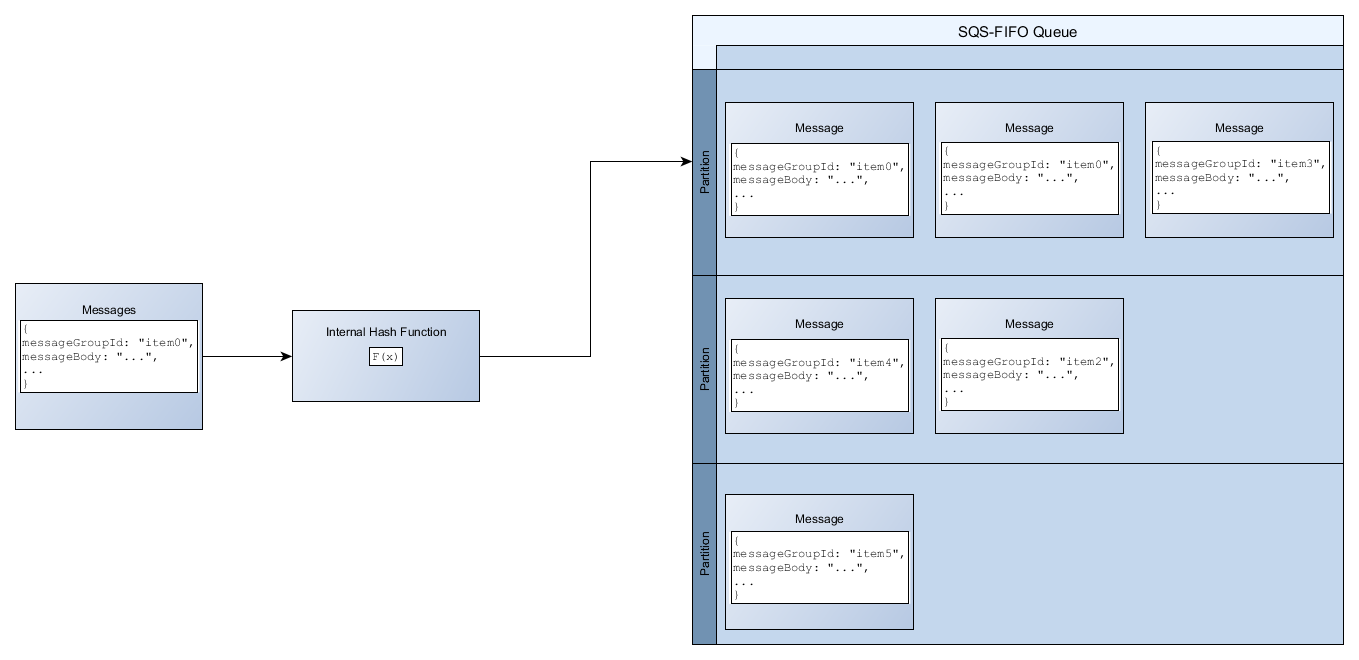 SQS-FIFO Queue
Partition
Message
{
messageGroupId: "item0",
messageBody: "...",
...
}
Message
{
messageGroupId: "item0",
messageBody: "...",
...
}
Message
{
messageGroupId: "item3",
messageBody: "...",
...
}
Messages
{
messageGroupId: "item0",
messageBody: "...",
...
}
Internal Hash Function
F(x)
Partition
Message
{
messageGroupId: "item4",
messageBody: "...",
...
}
Message
{
messageGroupId: "item2",
messageBody: "...",
...
}
Partition
Message
{
messageGroupId: "item5",
messageBody: "...",
...
}